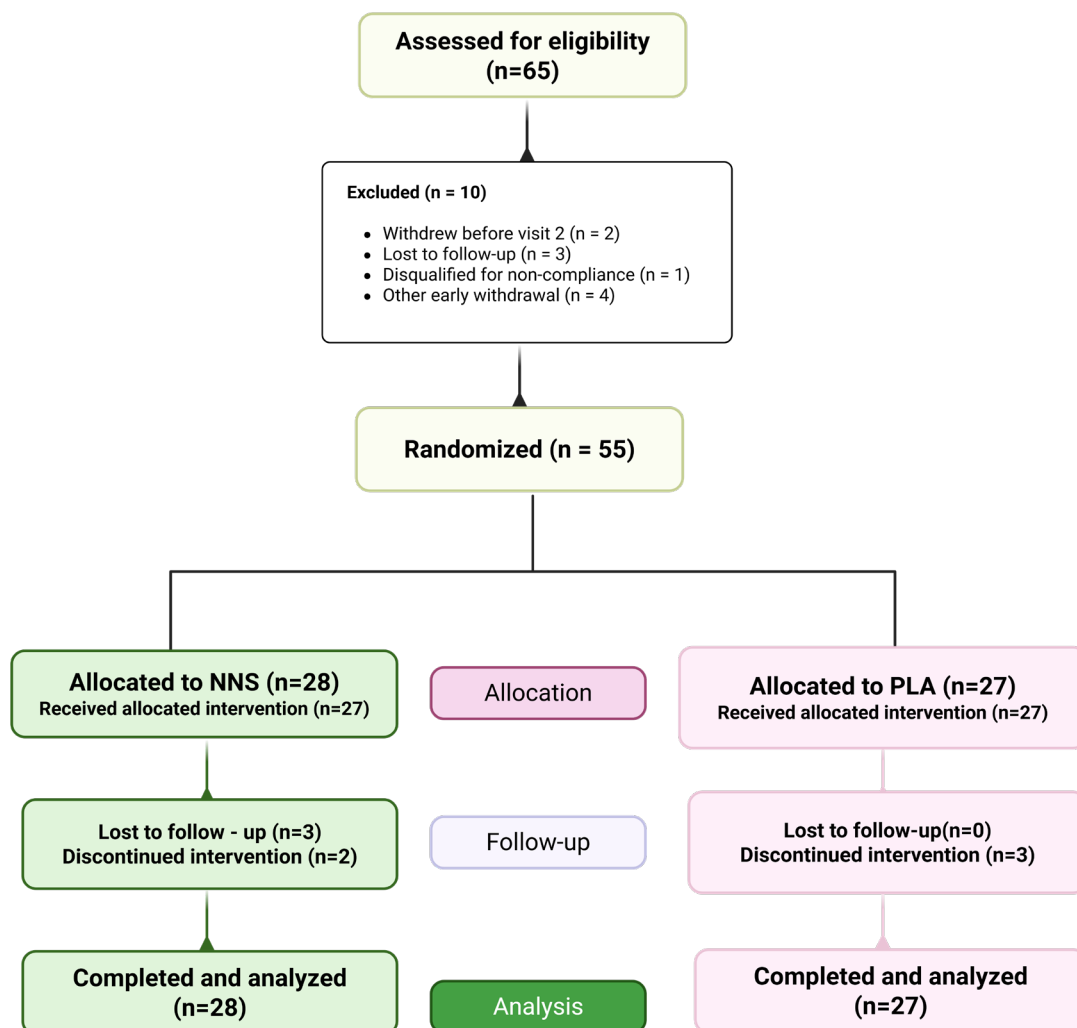 Assessed for eligibility
(n=65)
Excluded (n = 10)
• Withdrew before visit 2 (n = 2)
• Lost to follow-up (n = 3)
• Disqualified for non-compliance (n = 1)
• Other early withdrawal (n = 4)
Randomized (n = 55)
Allocated to NNS (n=28)
Received allocated intervention (n=27)
Allocation
Allocated to PLA (n=27)
Received allocated intervention (n=27)
Lost to follow - up (n=3)
Discontinued intervention (n=2)
Follow-up
Lost to follow-up(n=0)
Discontinued intervention (n=3)
Completed and analyzed
(n=28)
Analysis
Completed and analyzed
(n=27)